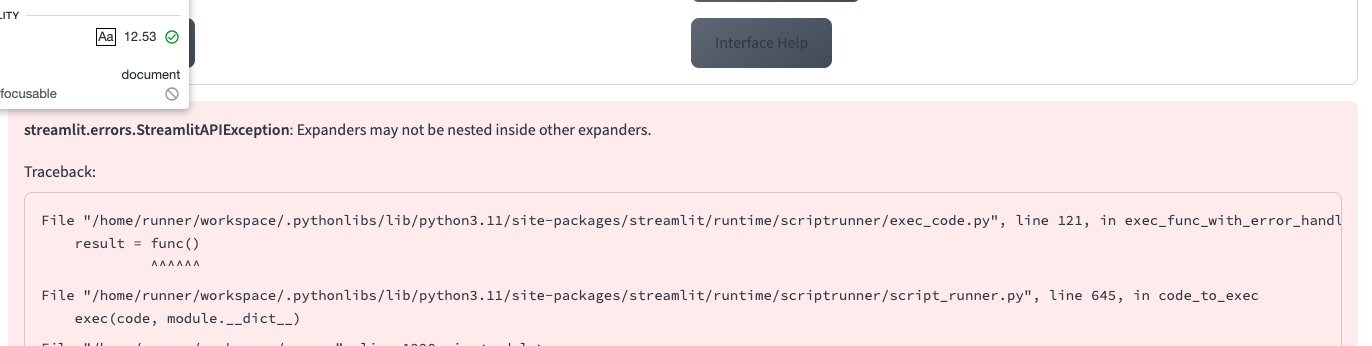 LITY
Aa 12.53
document
focusable
Interface Help
streamlit.errors.StreamlitAPIException: Expanders may not be nested inside other expanders.
Traceback:
File "/home/runner/workspace/.pythonlibs/lib/python3.11/site-packages/streamlit/runtime/scriptrunner/exec_code.py", line 121, in exec_func_with_error_handl
result = func()
^^^^^^
File "/home/runner/workspace/.pythonlibs/lib/python3.11/site-packages/streamlit/runtime/scriptrunner/script_runner.py", line 645, in code_to_exec
exec(code, module.__dict__)